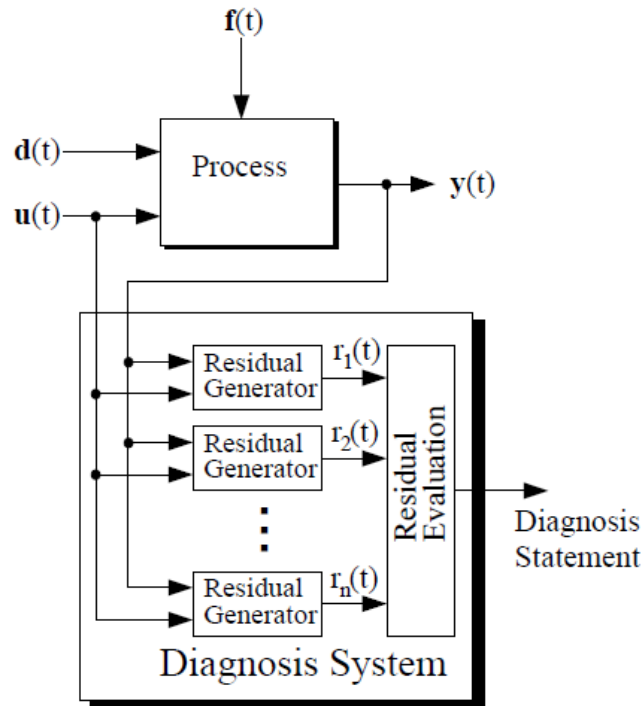 f(t)
d(t)
Process
y(t)
u(t)
Residual
Generator
r1(t)
Residual
Generator
r2(t)
Residual
Generator
rn(t)
Residual
Evaluation
Diagnosis
Statement
Diagnosis System